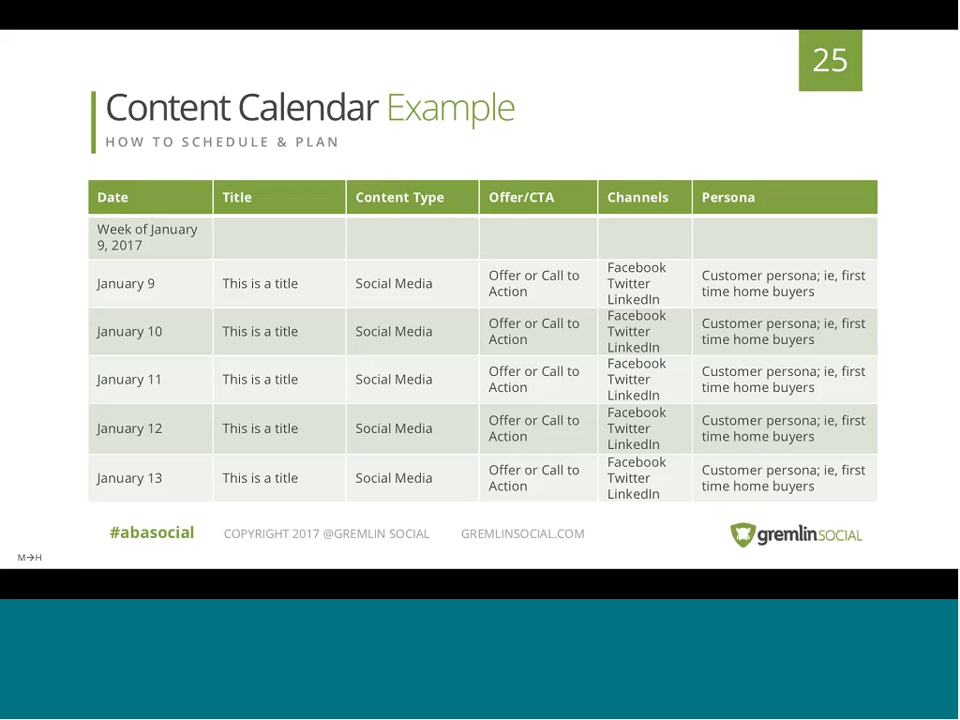 25
Content Calendar Example
HOW TO SCHEDULE & PLAN
Date Title Content Type Offer/CTA Channels Persona
Week of January
9, 2017
January 9 This is a title Social Media Offer or Call to
Action Facebook
Twitter
LinkedIn Customer persona; ie, first
time home buyers
January 10 This is a title Social Media Offer or Call to
Action Facebook
Twitter
LinkedIn Customer persona; ie, first
time home buyers
January 11 This is a title Social Media Offer or Call to
Action Facebook
Twitter
LinkedIn Customer persona; ie, first
time home buyers
January 12 This is a title Social Media Offer or Call to
Action Facebook
Twitter
LinkedIn Customer persona; ie, first
time home buyers
January 13 This is a title Social Media Offer or Call to
Action Facebook
Twitter
LinkedIn Customer persona; ie, first
time home buyers
#abasocial COPYRIGHT 2017 @GREMLIN SOCIAL GREMLINSOCIAL.COM gremlinSOCIAL
M→H